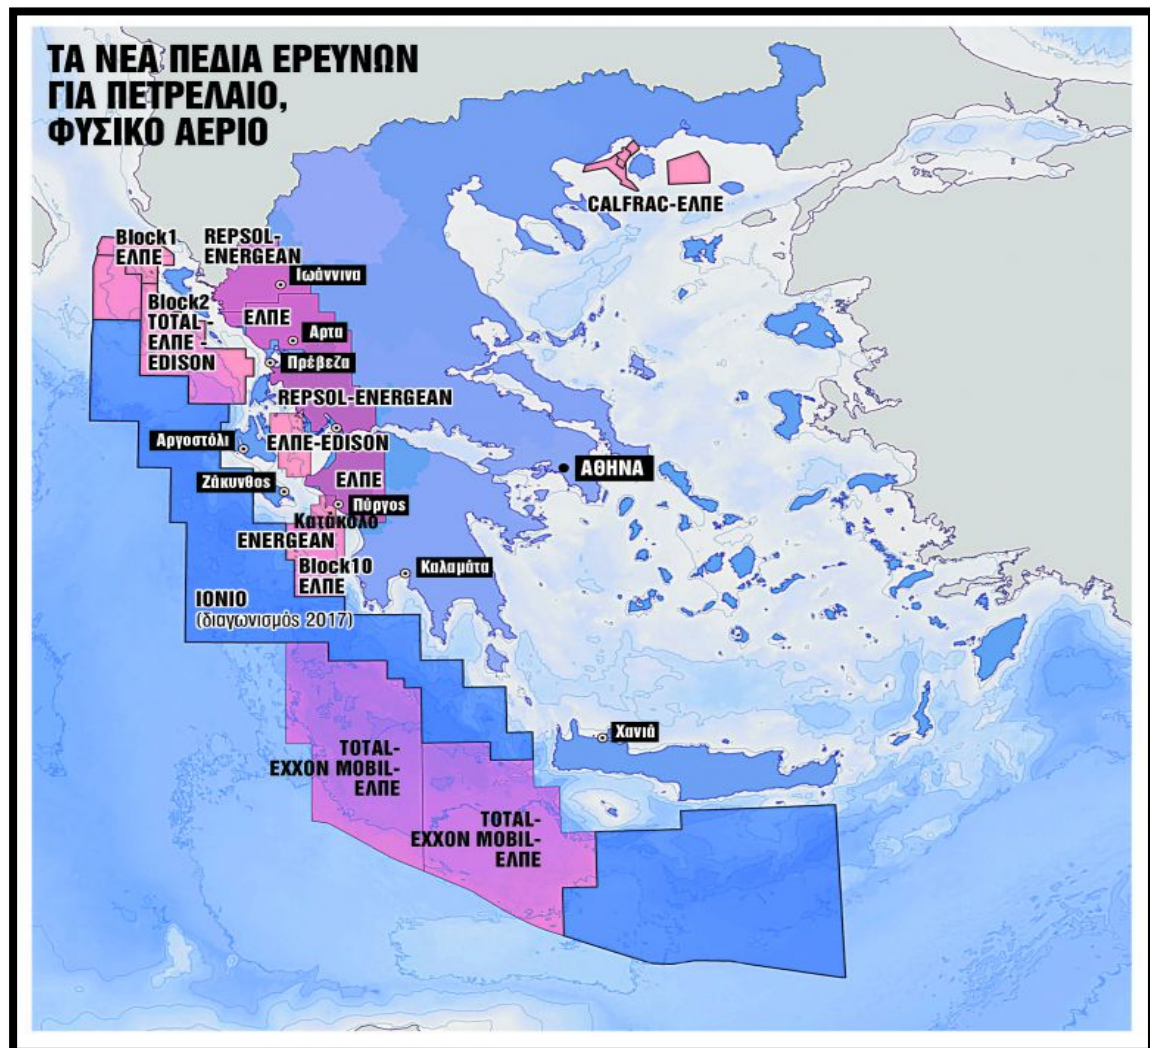 ΤΑ ΝΕΑ ΠΕΔΙΑ ΕΡΕΥΝΩΝ
ΓΙΑ ΠΕΤΡΕΛΑΙΟ,
ΦΥΣΙΚΟ ΑΕΡΙΟ
CALFRAC-ΕΛΠΕ
Block1
ΕΛΠΕ
REPSOL-
ENERGEAN
Ιωάννινα
Block2
TOTAL-
ΕΛΠΕ-
EDISON
ΕΛΠΕ
Αρτα
Πρέβεζα
REPSOL-ENERGEAN
Αργοστόλι
ΕΛΠΕ-EDISON
ΑΘΗΝΑ
Ζάκυνθος
ΕΛΠΕ
Πύργος
Κατάκολο
ENERGEAN
Block10
ΕΛΠΕ
Καλαμάτα
ΙΟΝΙΟ
(διαγωνισμός 2017)
Χανιά
TOTAL-
EXXON MOBIL-
ΕΛΠΕ
TOTAL-
EXXON MOBIL-
ΕΛΠΕ